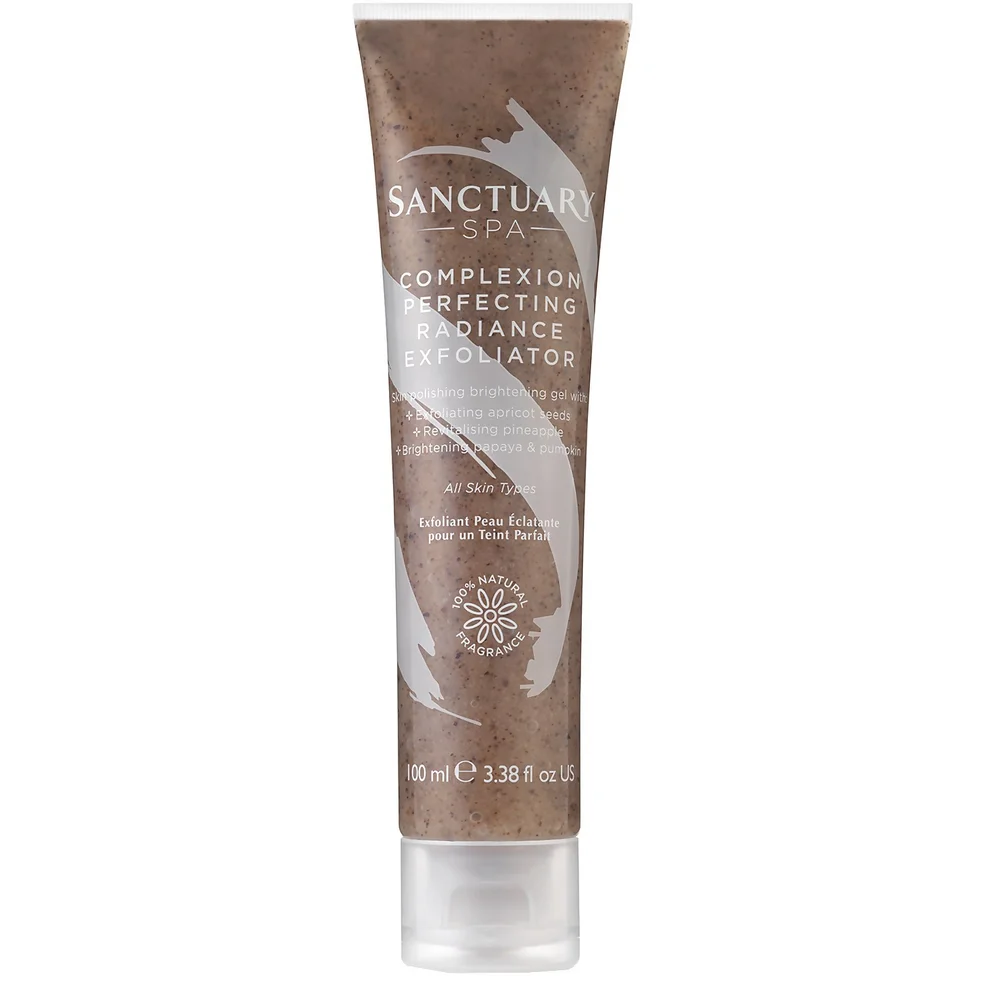 SANCTUARY
SPA
COMPLEXION
PERFECTING
RADIANCE
EXFOLIATOR
Skin polishing brightening gel with:
+ Exfoliating apricot seeds
+ Revitalising pineapple
+ Brightening papaya & pumpkin
All Skin Types
Exfoliant Peau Éclatante
pour un Teint Parfait
100% NATURAL
FRAGRANCE
100 ml ℮ 3.38 fl oz US